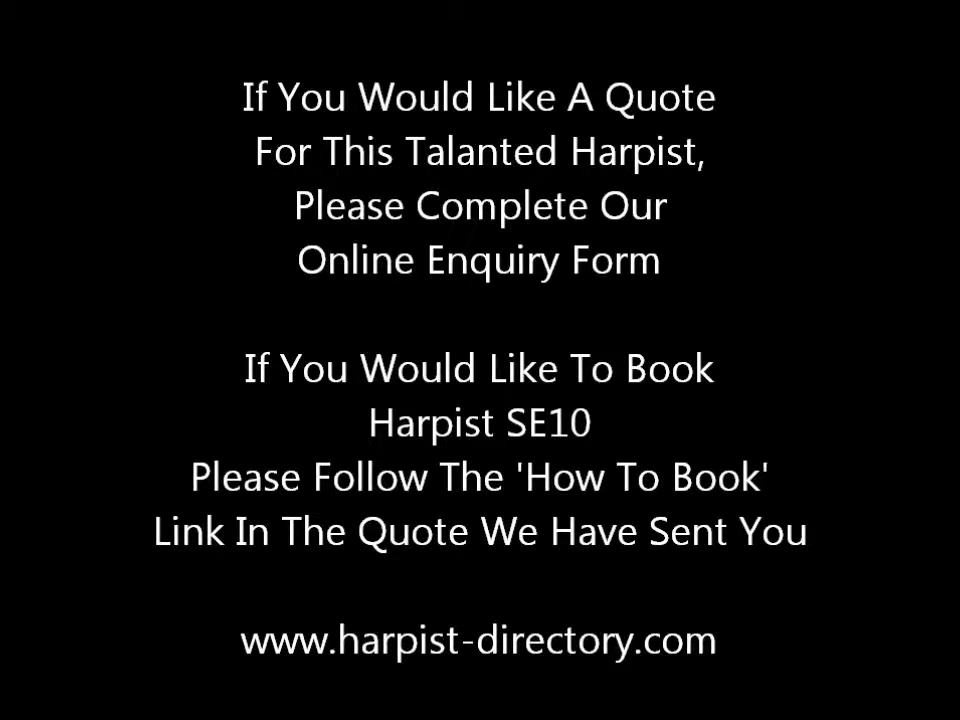 If You Would Like A Quote
For This Talanted Harpist,
Please Complete Our
Online Enquiry Form
If You Would Like To Book
Harpist SE10
Please Follow The 'How To Book'
Link In The Quote We Have Sent You
www.harpist-directory.com